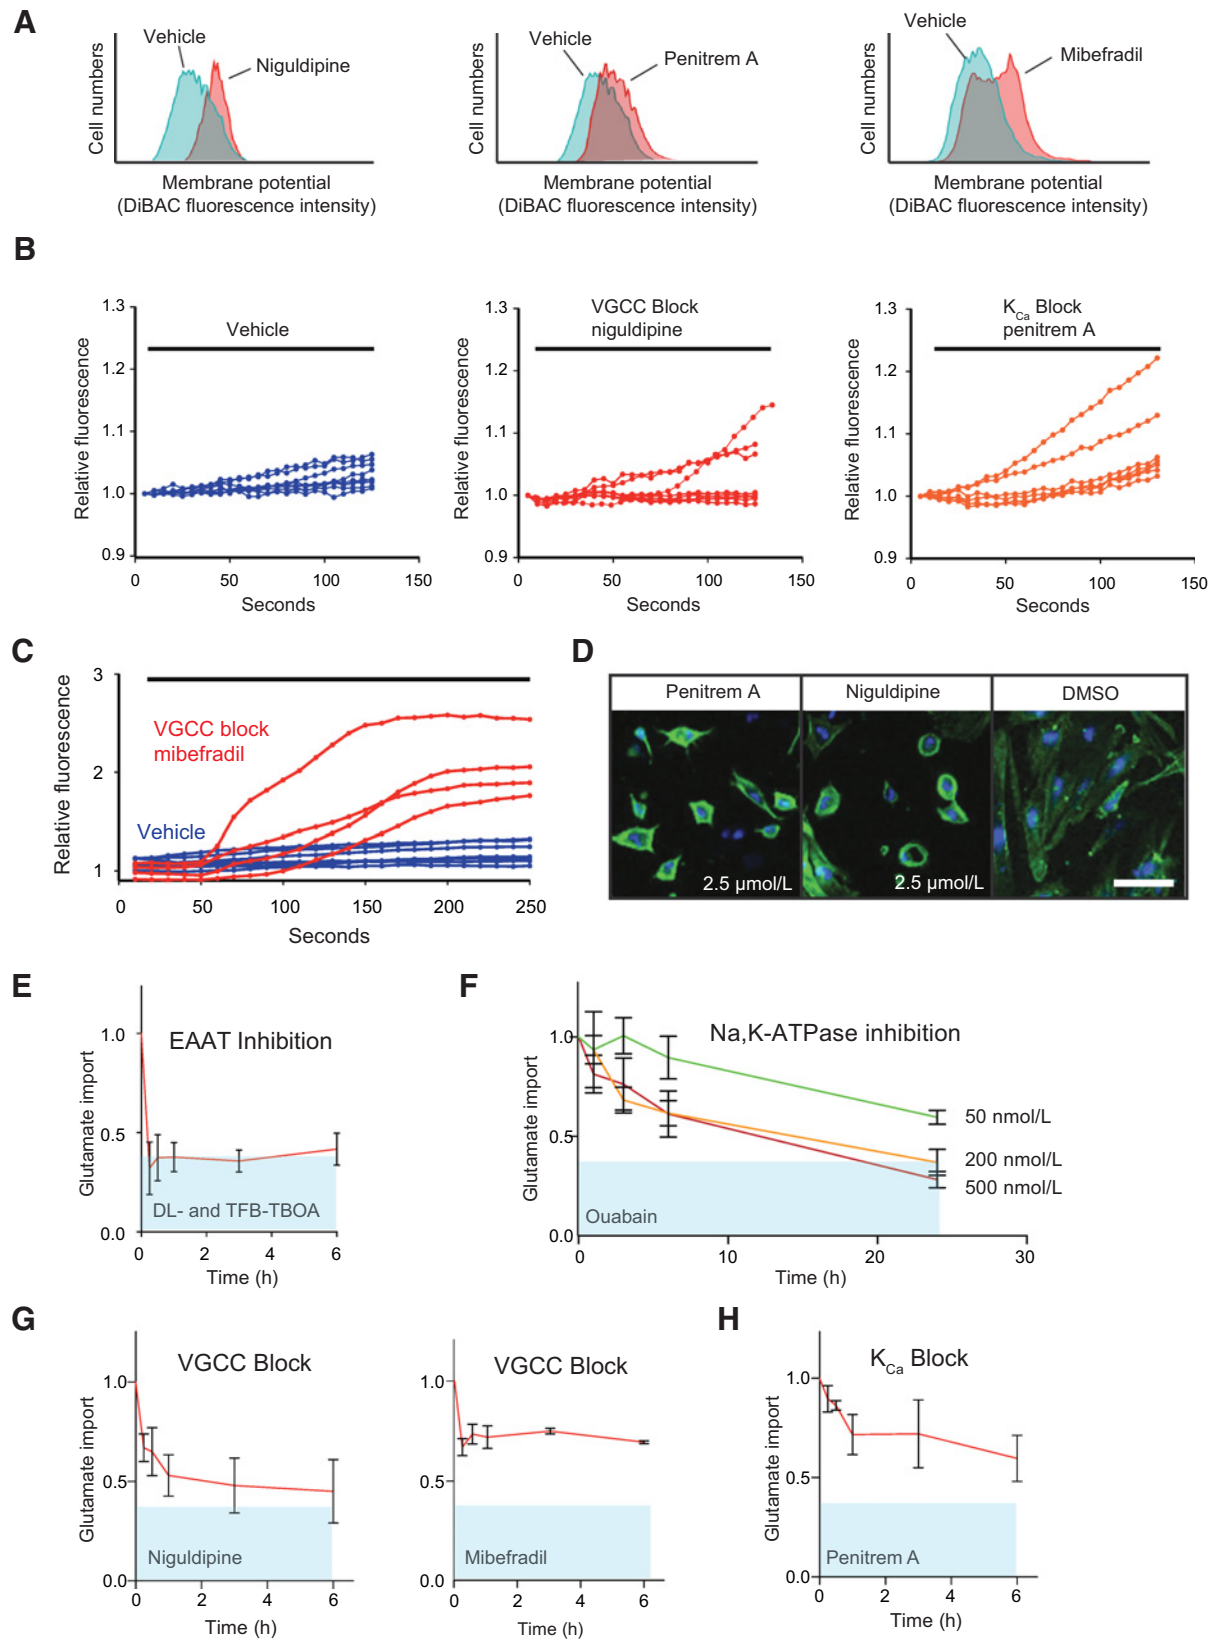 A
Vehicle
Niguldipine
Cell numbers
Membrane potential
(DiBAC fluorescence intensity)
Vehicle
Penitrem A
Cell numbers
Membrane potential
(DiBAC fluorescence intensity)
Vehicle
Mibefradil
Cell numbers
Membrane potential
(DiBAC fluorescence intensity)
B
Vehicle
1.3
1.2
1.1
1.0
0.9
Relative fluorescence
0 50 100 150
Seconds
VGCC Block
niguldipine
1.3
1.2
1.1
1.0
0.9
Relative fluorescence
0 50 100 150
Seconds
KCa Block
penitrem A
1.3
1.2
1.1
1.0
0.9
Relative fluorescence
0 50 100 150
Seconds
C
3
2
1
Relative fluorescence
VGCC block
mibefradil
Vehicle
0 50 100 150 200 250
Seconds
D
Penitrem A
Niguldipine
DMSO
2.5 μmol/L
2.5 μmol/L
E
EAAT Inhibition
1.0
0.5
0.0
Glutamate import
DL- and TFB-TBOA
0 2 4 6
Time (h)
F
Na,K-ATPase inhibition
1.0
0.5
0.0
Glutamate import
50 nmol/L
200 nmol/L
500 nmol/L
Ouabain
0 10 20 30
Time (h)
G
VGCC Block
1.0
0.5
0.0
Glutamate import
Niguldipine
0 2 4 6
Time (h)
VGCC Block
1.0
0.5
0.0
Mibefradil
0 2 4 6
Time (h)
H
KCa Block
1.0
0.5
0.0
Glutamate import
Penitrem A
0 2 4 6
Time (h)